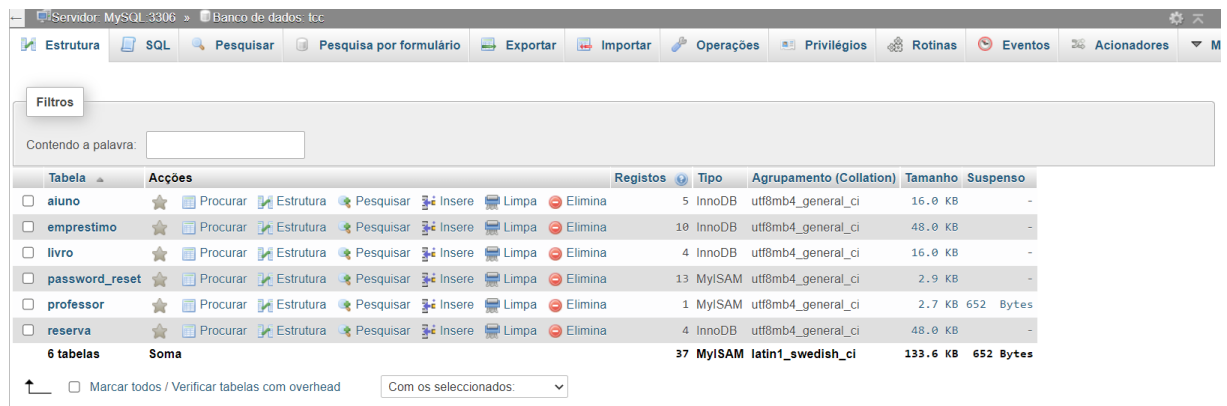 Servidor: MySQL:3306 » Banco de dados: tcc
Estrutura SQL Pesquisar Pesquisa por formulário Exportar Importar Operações Privilégios Rotinas Eventos Acionadores M
Filtros
Contendo a palavra:
Tabela Acções Registos Tipo Agrupamento (Collation) Tamanho Suspenso
aluno Procurar Estrutura Pesquisar Insere Limpa Elimina 5 InnoDB utf8mb4_general_ci 16.0 KB -
emprestimo Procurar Estrutura Pesquisar Insere Limpa Elimina 10 InnoDB utf8mb4_general_ci 48.0 KB -
livro Procurar Estrutura Pesquisar Insere Limpa Elimina 4 InnoDB utf8mb4_general_ci 16.0 KB -
password_reset Procurar Estrutura Pesquisar Insere Limpa Elimina 13 MyISAM utf8mb4_general_ci 2.9 KB -
professor Procurar Estrutura Pesquisar Insere Limpa Elimina 1 MyISAM utf8mb4_general_ci 2.7 KB 652 Bytes
reserva Procurar Estrutura Pesquisar Insere Limpa Elimina 4 InnoDB utf8mb4_general_ci 48.0 KB -
6 tabelas Soma 37 MyISAM latin1_swedish_ci 133.6 KB 652 Bytes
Marcar todos / Verificar tabelas com overhead Com os seleccionados: